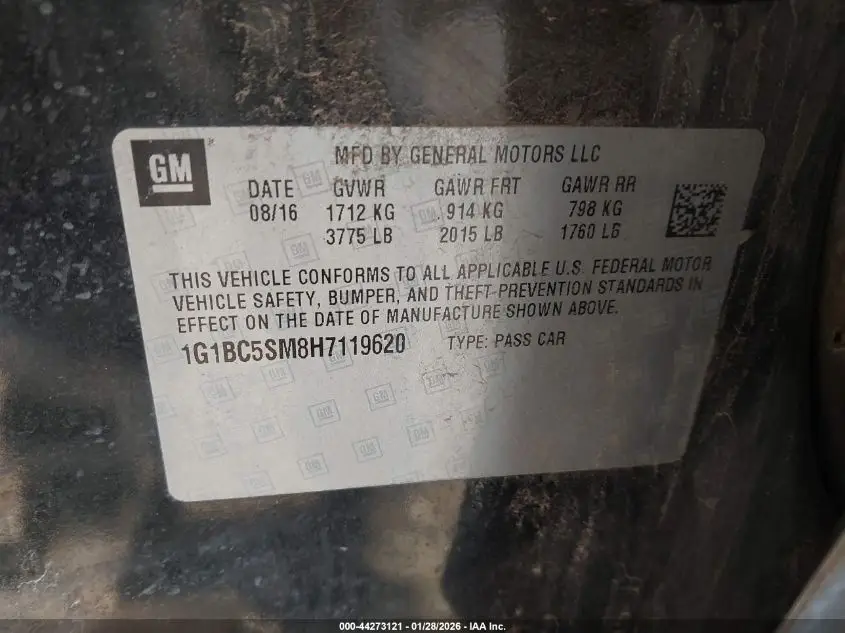 GM
MFD BY GENERAL MOTORS LLC
DATE GVWR GAWR FRT GAWR RR
08/16 1712 KG 914 KG 798 KG
3775 LB 2015 LB 1760 LB
THIS VEHICLE CONFORMS TO ALL APPLICABLE U.S. FEDERAL MOTOR
VEHICLE SAFETY, BUMPER, AND THEFT-PREVENTION STANDARDS IN
EFFECT ON THE DATE OF MANUFACTURE SHOWN ABOVE.
1G1BC5SM8H7119620 TYPE: PASS CAR
000-44273121 - 01/28/2026 - IAA Inc.